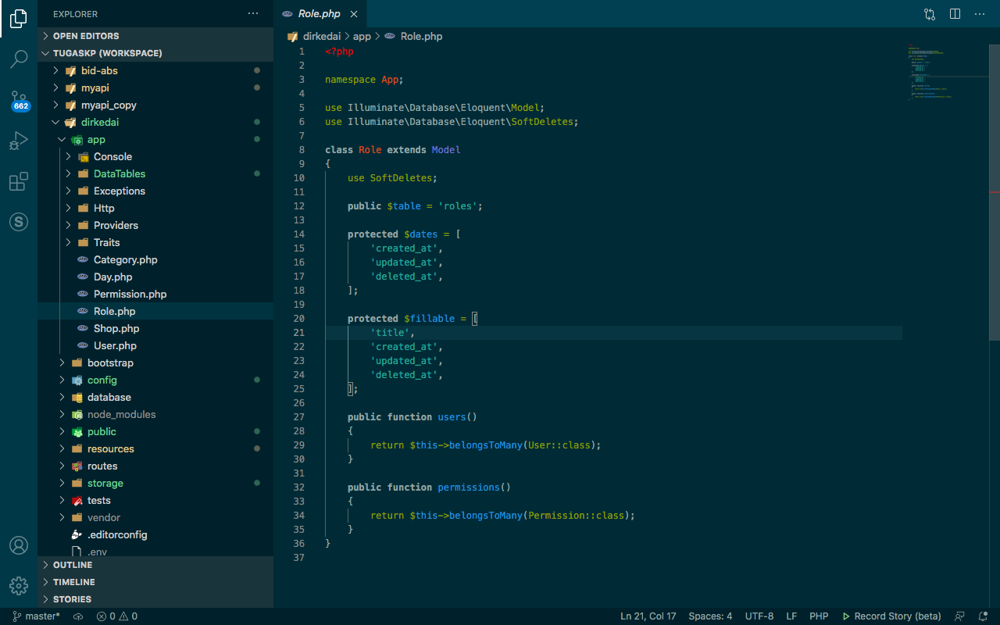 EXPLORER
OPEN EDITORS
TUGASKP (WORKSPACE)
bid-abs
myapi
myapi_copy
dirkedai
app
Console
DataTables
Exceptions
Http
Providers
Traits
Category.php
Day.php
Permission.php
Role.php
Shop.php
User.php
bootstrap
config
database
node_modules
public
resources
routes
storage
tests
vendor
.editorconfig
.env
OUTLINE
TIMELINE
STORIES
662
Role.php
dirkedai > app > Role.php
1 <?php
2
3 namespace App;
4
5 use Illuminate\Database\Eloquent\Model;
6 use Illuminate\Database\Eloquent\SoftDeletes;
7
8 class Role extends Model
9 {
10 use SoftDeletes;
11
12 public $table = 'roles';
13
14 protected $dates = [
15 'created_at',
16 'updated_at',
17 'deleted_at',
18 ];
19
20 protected $fillable = [
21 'title',
22 'created_at',
23 'updated_at',
24 'deleted_at',
25 ];
26
27 public function users()
28 {
29 return $this->belongsToMany(User::class);
30 }
31
32 public function permissions()
33 {
34 return $this->belongsToMany(Permission::class);
35 }
36 }
37
master* 0 0 Ln 21, Col 17 Spaces: 4 UTF-8 LF PHP Record Story (beta)